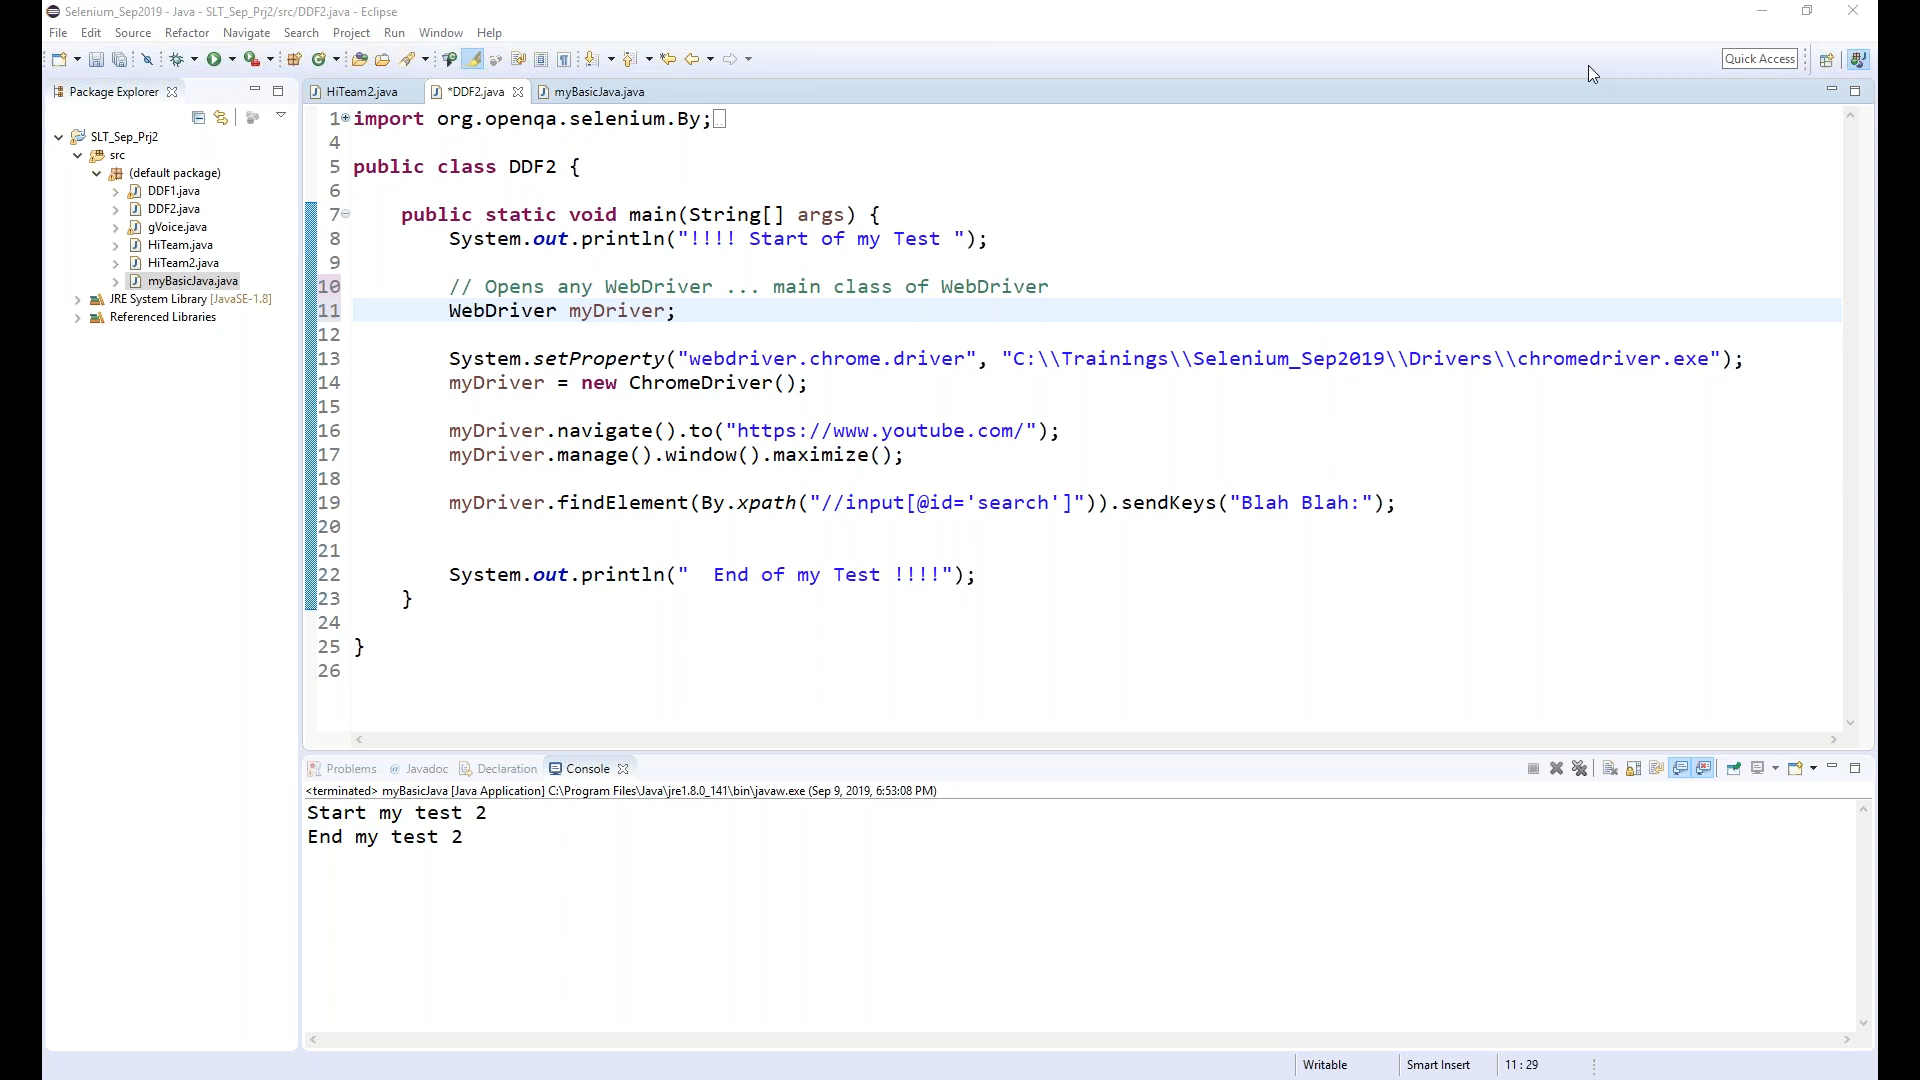 Selenium_Sep2019 - Java - SLT_Sep_Prj2/src/DDF2.java - Eclipse
File Edit Source Refactor Navigate Search Project Run Window Help
Quick Access
Package Explorer
SLT_Sep_Prj2
src
(default package)
DDF1.java
DDF2.java
gVoice.java
HiTeam.java
HiTeam2.java
myBasicJava.java
JRE System Library [JavaSE-1.8]
Referenced Libraries
HiTeam2.java *DDF2.java myBasicJava.java
1 import org.openqa.selenium.By;
4
5 public class DDF2 {
6
7 public static void main(String[] args) {
8 System.out.println("!!!! Start of my Test ");
9
10 // Opens any WebDriver ... main class of WebDriver
11 WebDriver myDriver;
12
13 System.setProperty("webdriver.chrome.driver", "C:\\Trainings\\Selenium_Sep2019\\Drivers\\chromedriver.exe");
14 myDriver = new ChromeDriver();
15
16 myDriver.navigate().to("https://www.youtube.com/");
17 myDriver.manage().window().maximize();
18
19 myDriver.findElement(By.xpath("//input[@id='search']")).sendKeys("Blah Blah:");
20
21
22 System.out.println("  End of my Test !!!!");
23 }
24
25 }
26
Problems @ Javadoc Declaration Console
<terminated> myBasicJava [Java Application] C:\Program Files\Java\jre1.8.0_141\bin\javaw.exe (Sep 9, 2019, 6:53:08 PM)
Start my test 2
End my test 2
Writable Smart Insert 11 : 29